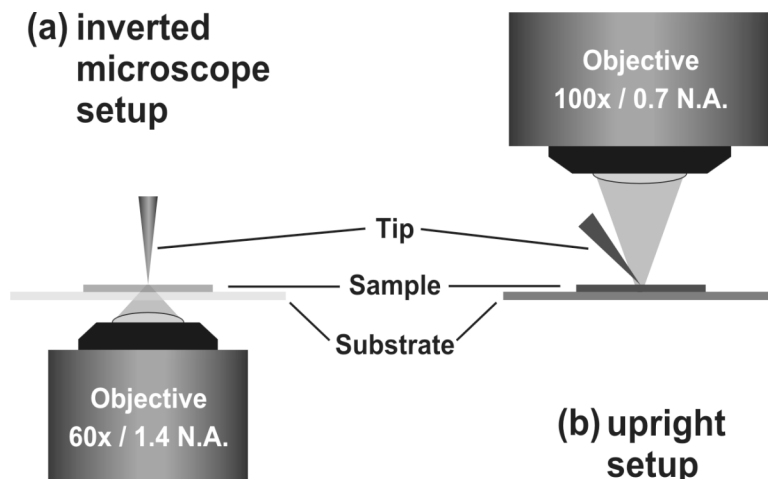 (a) inverted
microscope
setup
Objective
100x / 0.7 N.A.
Tip
Sample
Substrate
Objective
60x / 1.4 N.A.
(b) upright
setup